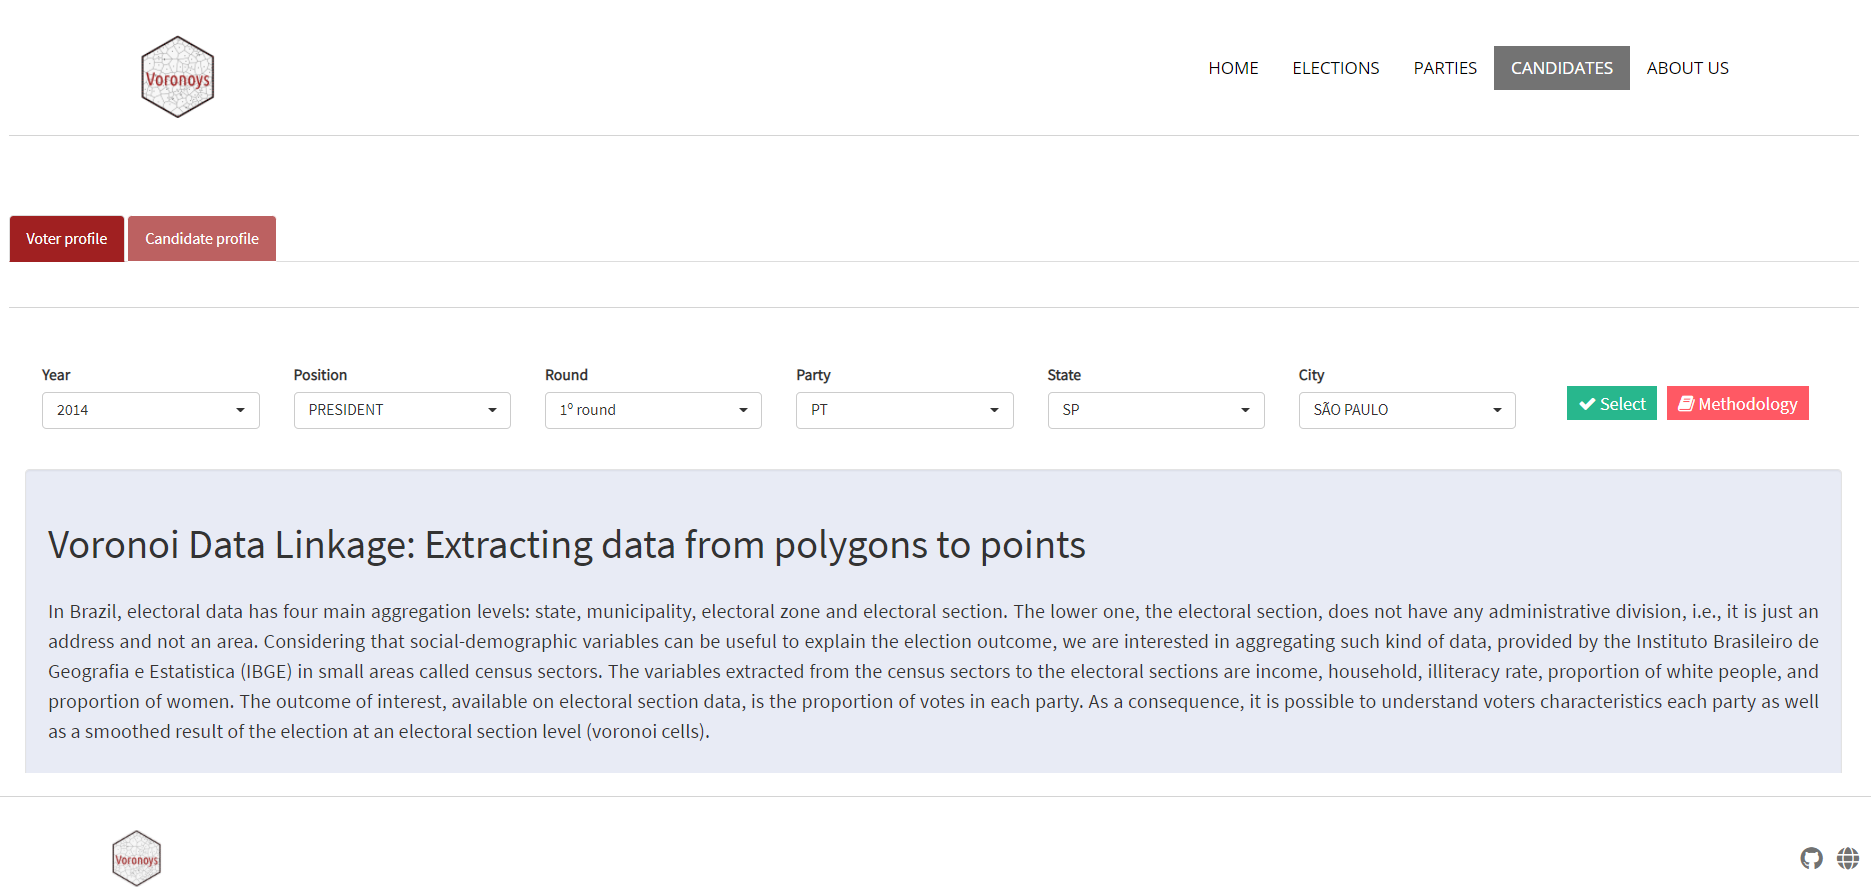 Voronoys
HOME
ELECTIONS
PARTIES
CANDIDATES
ABOUT US
Voter profile
Candidate profile
Year
Position
Round
Party
State
City
2014
PRESIDENT
1º round
PT
SP
SÃO PAULO
Select
Methodology
Voronoi Data Linkage: Extracting data from polygons to points
In Brazil, electoral data has four main aggregation levels: state, municipality, electoral zone and electoral section. The lower one, the electoral section, does not have any administrative division, i.e., it is just an
address and not an area. Considering that social-demographic variables can be useful to explain the election outcome, we are interested in aggregating such kind of data, provided by the Instituto Brasileiro de
Geografia e Estatistica (IBGE) in small areas called census sectors. The variables extracted from the census sectors to the electoral sections are income, household, illiteracy rate, proportion of white people, and
proportion of women. The outcome of interest, available on electoral section data, is the proportion of votes in each party. As a consequence, it is possible to understand voters characteristics each party as well
as a smoothed result of the election at an electoral section level (voronoi cells).
Voronoys